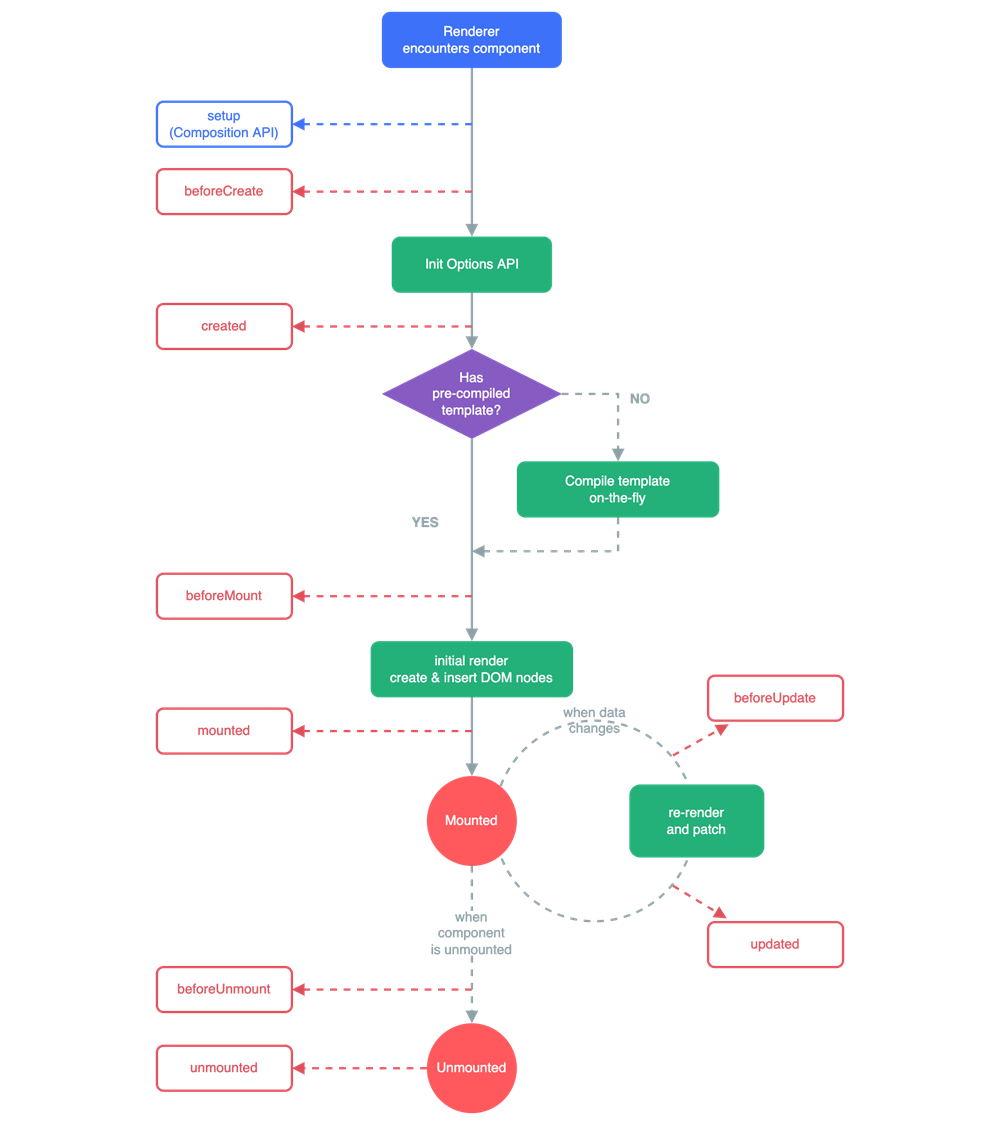 Renderer
encounters component
setup
(Composition API)
beforeCreate
Init Options API
created
Has
pre-compiled
template?
NO
Compile template
on-the-fly
YES
beforeMount
initial render
create & insert DOM nodes
beforeUpdate
when data
changes
mounted
re-render
and patch
Mounted
when
component
is unmounted
updated
beforeUnmount
unmounted
Unmounted